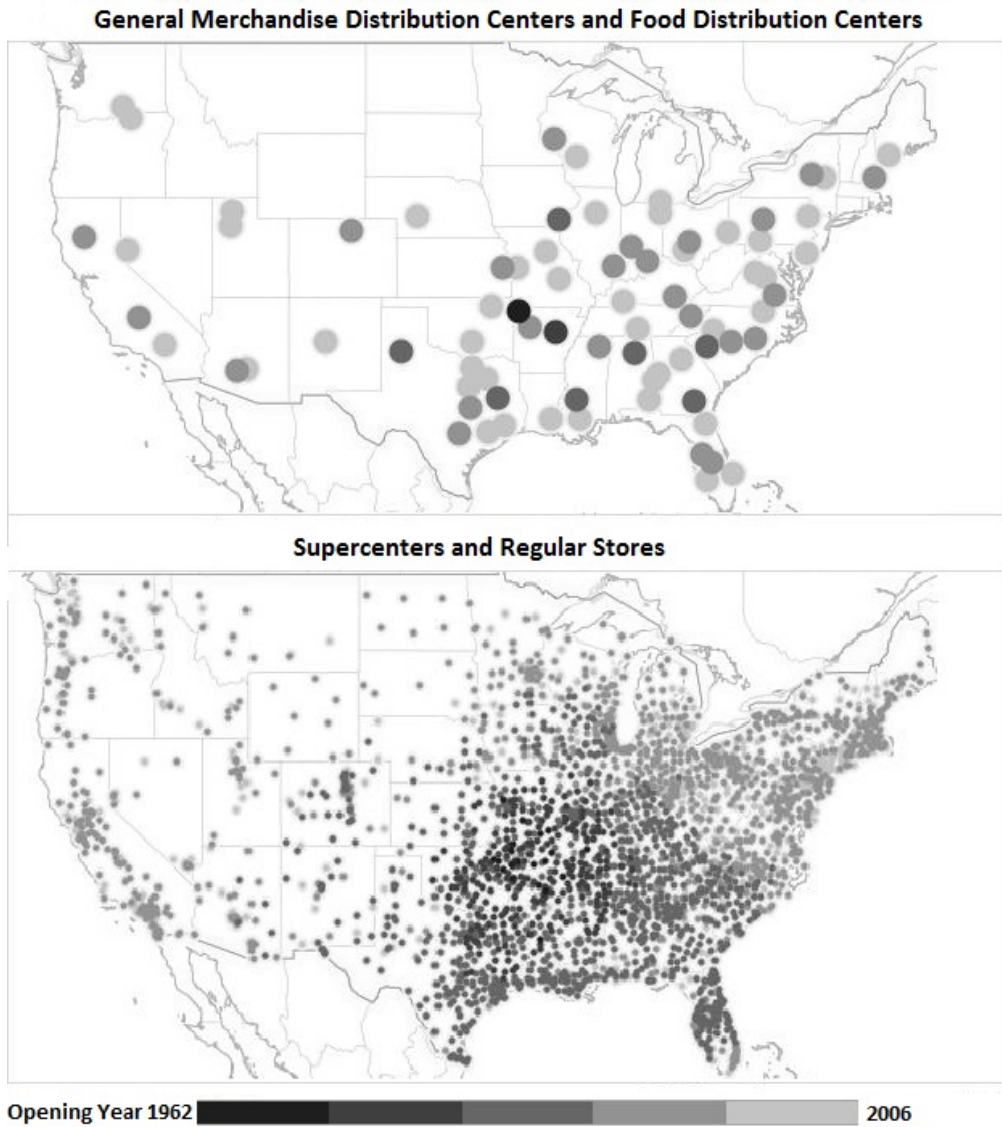 General Merchandise Distribution Centers and Food Distribution Centers
Supercenters and Regular Stores
Opening Year 1962 2006